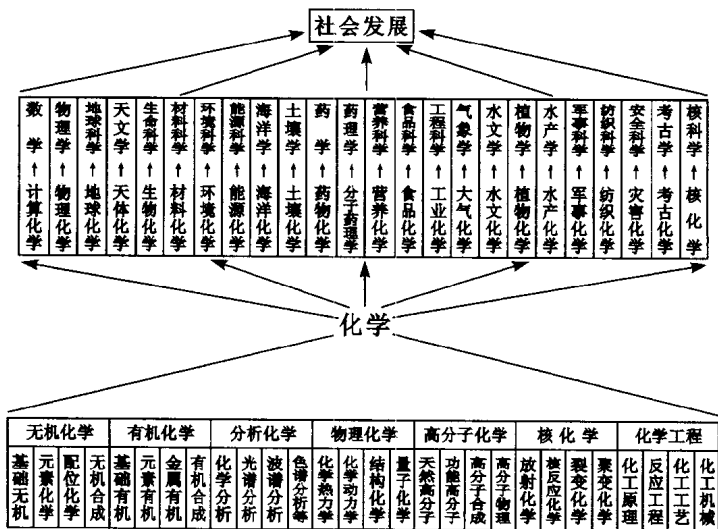 社会发展
数学←计算化学
物理学←物理化学
地球科学←地球化学
天文学←天体化学
生命科学←生物化学
材料科学←材料化学
环境科学←环境化学
能源科学←能源化学
海洋学←海洋化学
土壤学←土壤化学
药学←药物化学
药理学←分子药理学
营养科学←营养化学
食品科学←食品化学
工程科学←工业化学
气象学←大气化学
水文学←水文化学
植物学←植物化学
水产学←水产化学
军事科学←军事化学
纺织科学←纺织化学
安全科学←灾害化学
考古学←考古化学
核科学←核化学
化学
无机化学
有机化学
分析化学
物理化学
高分子化学
核化学
化学工程
基础无机
元素化学
配位化学
无机合成
基础有机
元素有机
金属有机
有机合成
化学分析
光谱分析
波谱分析
色谱分析等
化学热力学
化学动力学
结构化学
量子化学
天然高分子
功能高分子
高分子合成
高分子物理
放射化学
核反应化学
裂变化学
聚变化学
化工原理
反应工程
化工工艺
化工机械